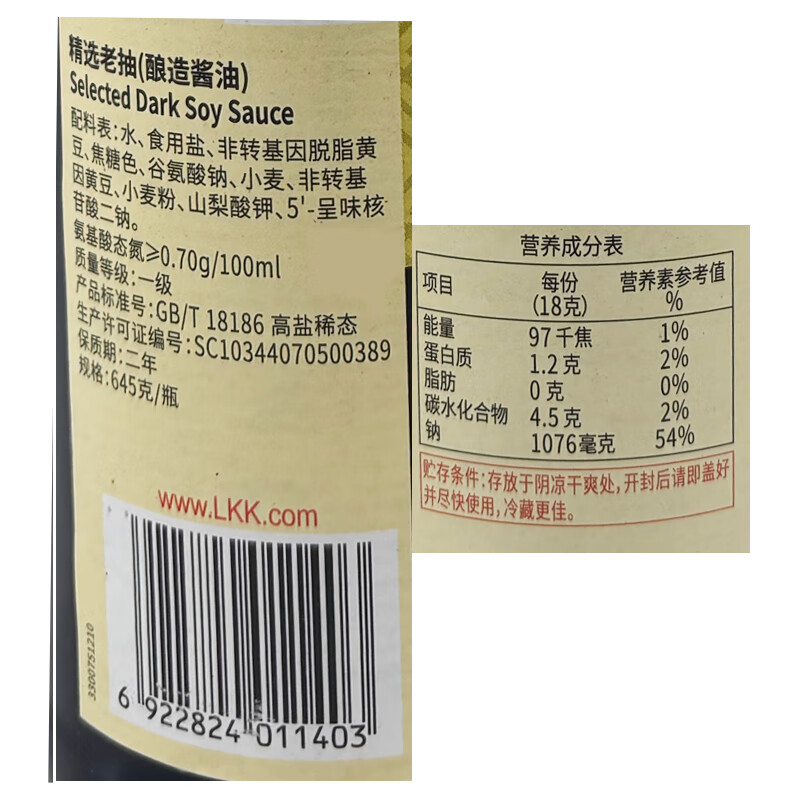 精选老抽(酿造酱油)
Selected Dark Soy Sauce
配料表:水、食用盐、非转基因脱脂黄
豆、焦糖色、谷氨酸钠、小麦、非转基
因黄豆、小麦粉、山梨酸钾、5'-呈味核
苷酸二钠。
氨基酸态氮≥0.70g/100ml
质量等级:一级
产品标准号:GB/T 18186 高盐稀态
生产许可证编号:SC10344070500389
保质期:二年
规格:645克/瓶
www.LKK.com
3300751210
6 922824 011403
营养成分表
项目 每份(18克) 营养素参考值%
能量 97千焦 1%
蛋白质 1.2克 2%
脂肪 0克 0%
碳水化合物 4.5克 2%
钠 1076毫克 54%
贮存条件:存放于阴凉干爽处,开封后请即盖好
并尽快使用,冷藏更佳。